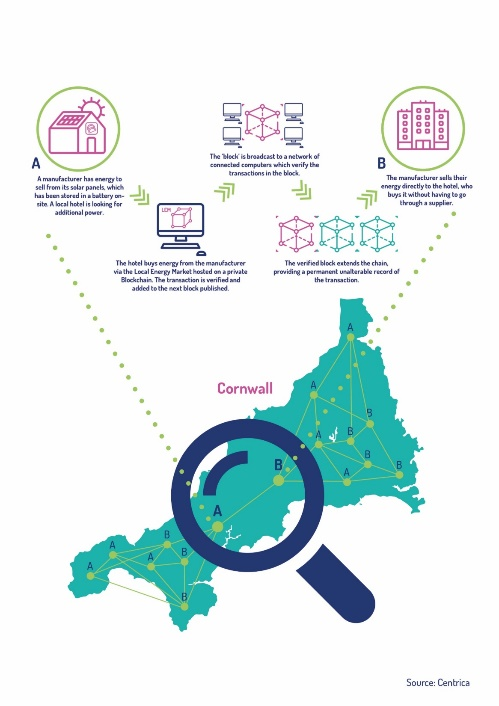 A
A manufacturer has energy to
sell from its solar panels, which
has been stored in a battery on-
site. A local hotel is looking for
additional power.
LEM
The hotel buys energy from the manufacturer
via the Local Energy Market hosted on a private
Blockchain. The transaction is verified and
added to the next block published.
The 'block' is broadcast to a network of
connected computers which verify the
transactions in the block.
The verified block extends the chain,
providing a permanent unalterable record of
the transaction.
B
The manufacturer sells their
energy directly to the hotel, who
buys it without having to go
through a supplier.
Cornwall
A
A
B
A
B
B
B
A
B
A
B
A
A
B
A
B
Source: Centrica